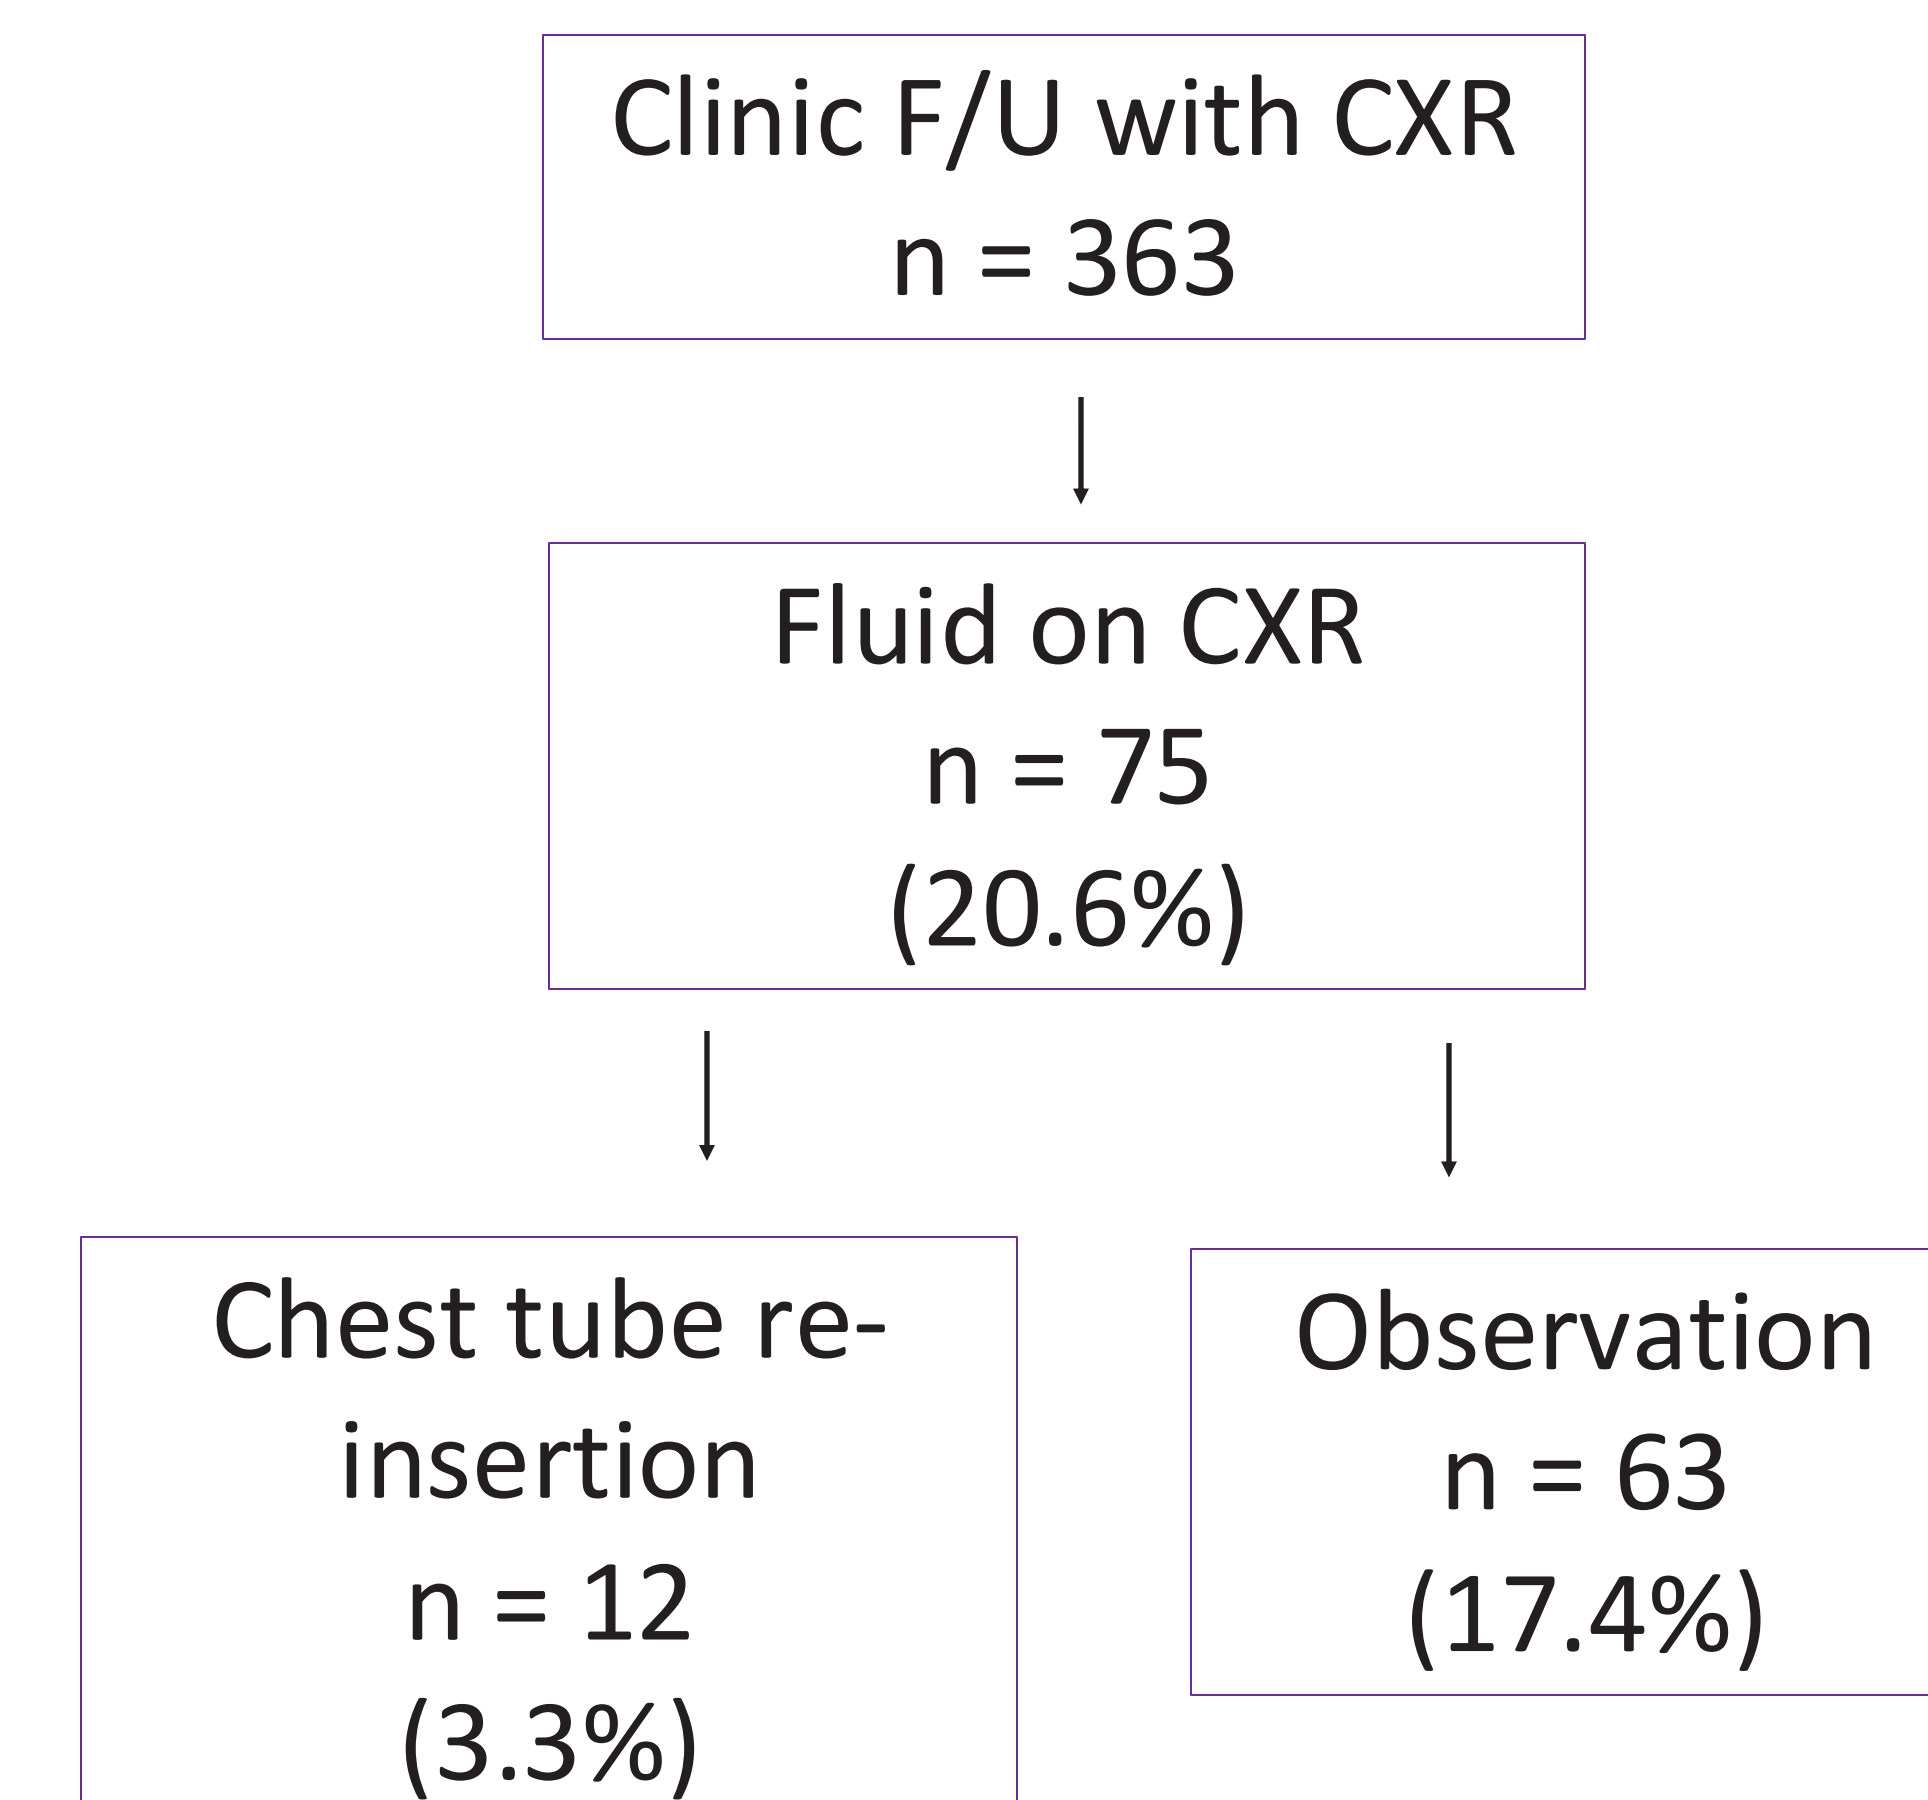 Clinic F/U with CXR
n = 363
Fluid on CXR
n = 75
(20.6%)
Chest tube re-
insertion
n = 12
(3.3%)
Observation
n = 63
(17.4%)